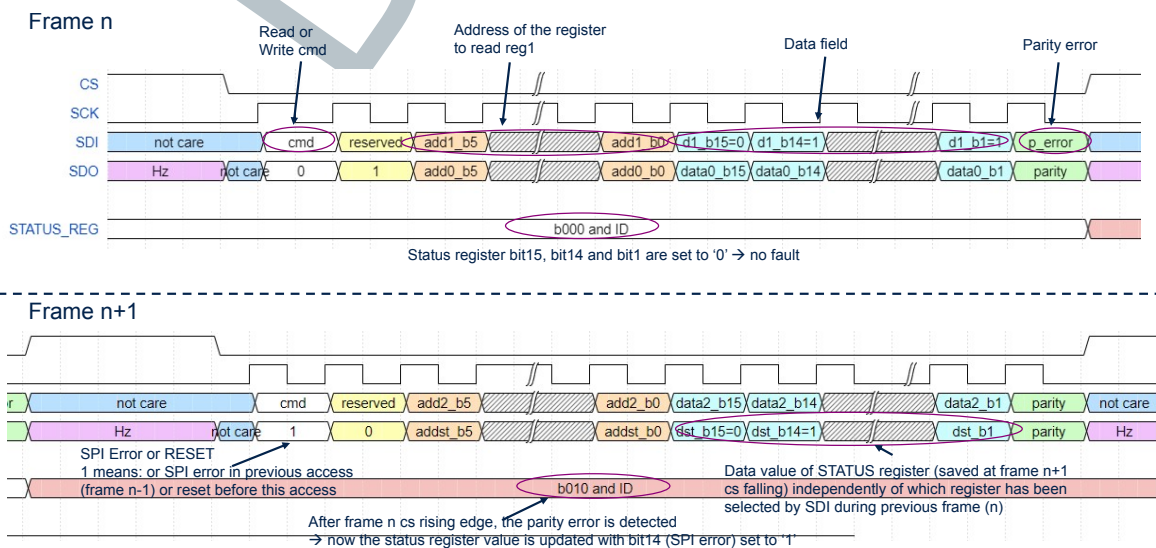 Frame n
Read or
Write cmd
Address of the register
to read reg1
Data field
Parity error
CS
SCK
SDI
not care
cmd
reserved
add1_b5
add1_b0
d1_b15=0
d1_b14=1
d1_b1=1
p_error
SDO
Hz
not care
0
1
add0_b5
add0_b0
data0_b15
data0_b14
data0_b1
parity
STATUS_REG
b000 and ID
Status register bit15, bit14 and bit1 are set to ‘0’ → no fault
Frame n+1
not care
cmd
reserved
add2_b5
add2_b0
data2_b15
data2_b14
data2_b1
parity
not care
Hz
not care
1
0
addst_b5
addst_b0
dst_b15=0
dst_b14=1
dst_b1
parity
Hz
SPI Error or RESET
1 means: or SPI error in previous access
(frame n-1) or reset before this access
Data value of STATUS register (saved at frame n+1
cs falling) independently of which register has been
selected by SDI during previous frame (n)
b010 and ID
After frame n cs rising edge, the parity error is detected
→ now the status register value is updated with bit14 (SPI error) set to ‘1’